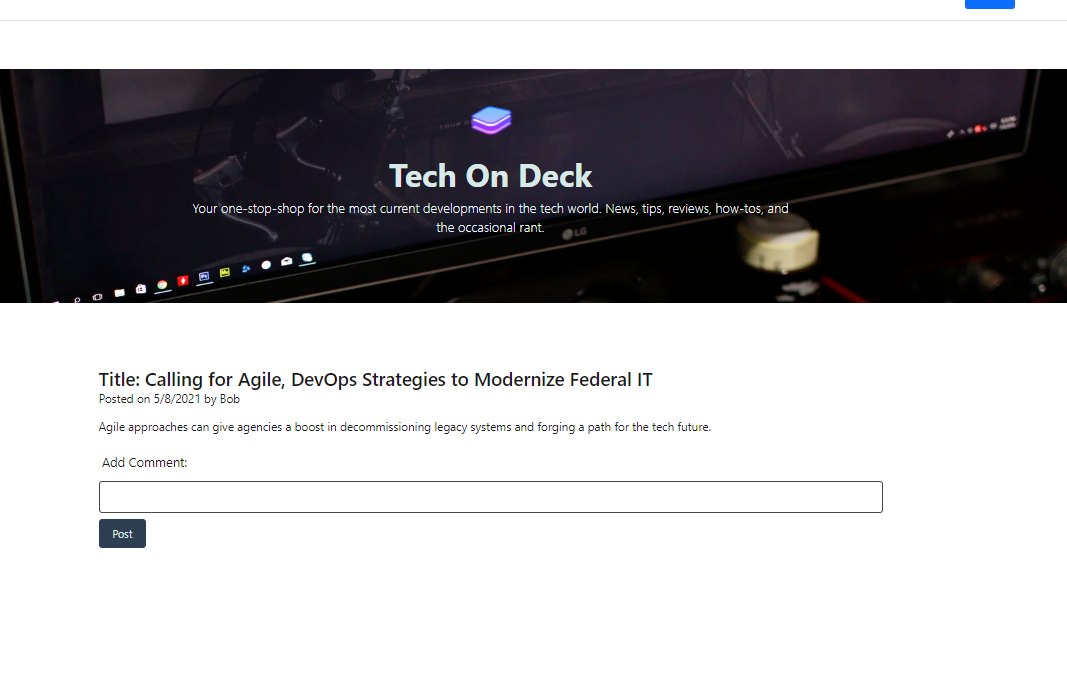 Tech On Deck
Your one-stop-shop for the most current developments in the tech world. News, tips, reviews, how-tos, and
the occasional rant.
LG
Title: Calling for Agile, DevOps Strategies to Modernize Federal IT
Posted on 5/8/2021 by Bob
Agile approaches can give agencies a boost in decommissioning legacy systems and forging a path for the tech future.
Add Comment:
Post